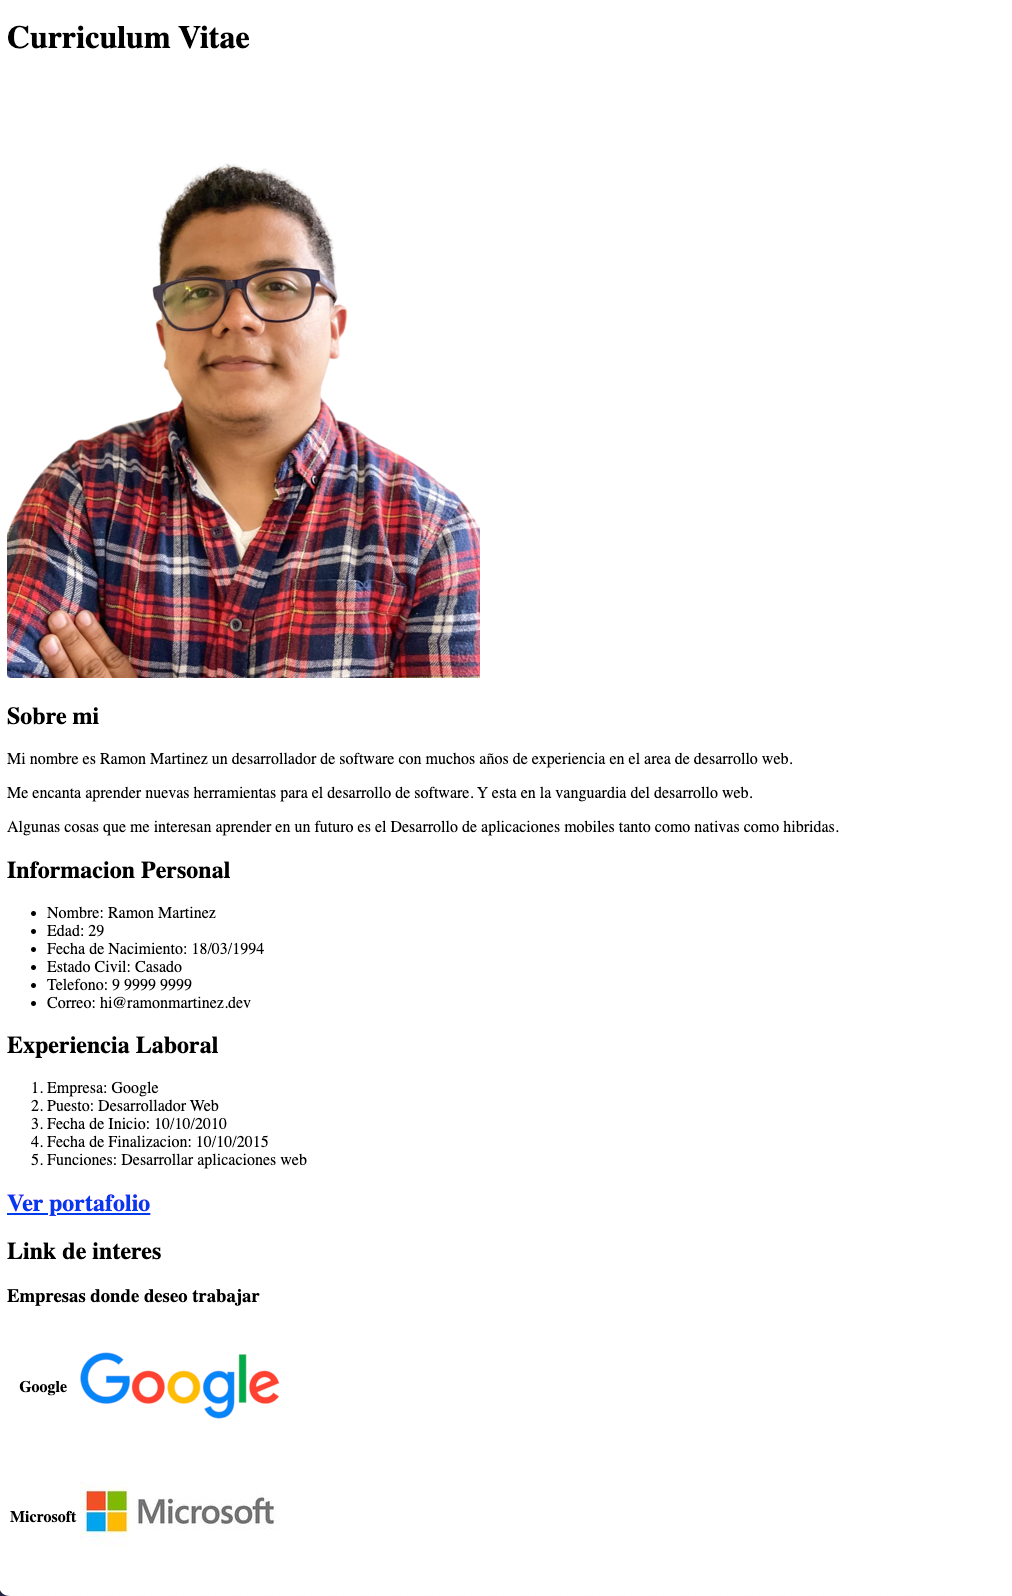 Curriculum Vitae
Sobre mi
Mi nombre es Ramon Martinez un desarrollador de software con muchos años de experiencia en el area de desarrollo web.
Me encanta aprender nuevas herramientas para el desarrollo de software. Y esta en la vanguardia del desarrollo web.
Algunas cosas que me interesan aprender en un futuro es el Desarrollo de aplicaciones mobiles tanto como nativas como hibridas.
Informacion Personal
• Nombre: Ramon Martinez
• Edad: 29
• Fecha de Nacimiento: 18/03/1994
• Estado Civil: Casado
• Telefono: 9 9999 9999
• Correo: hi@ramonmartinez.dev
Experiencia Laboral
1. Empresa: Google
2. Puesto: Desarrollador Web
3. Fecha de Inicio: 10/10/2010
4. Fecha de Finalizacion: 10/10/2015
5. Funciones: Desarrollar aplicaciones web
Ver portafolio
Link de interes
Empresas donde deseo trabajar
Google Google
Microsoft Microsoft